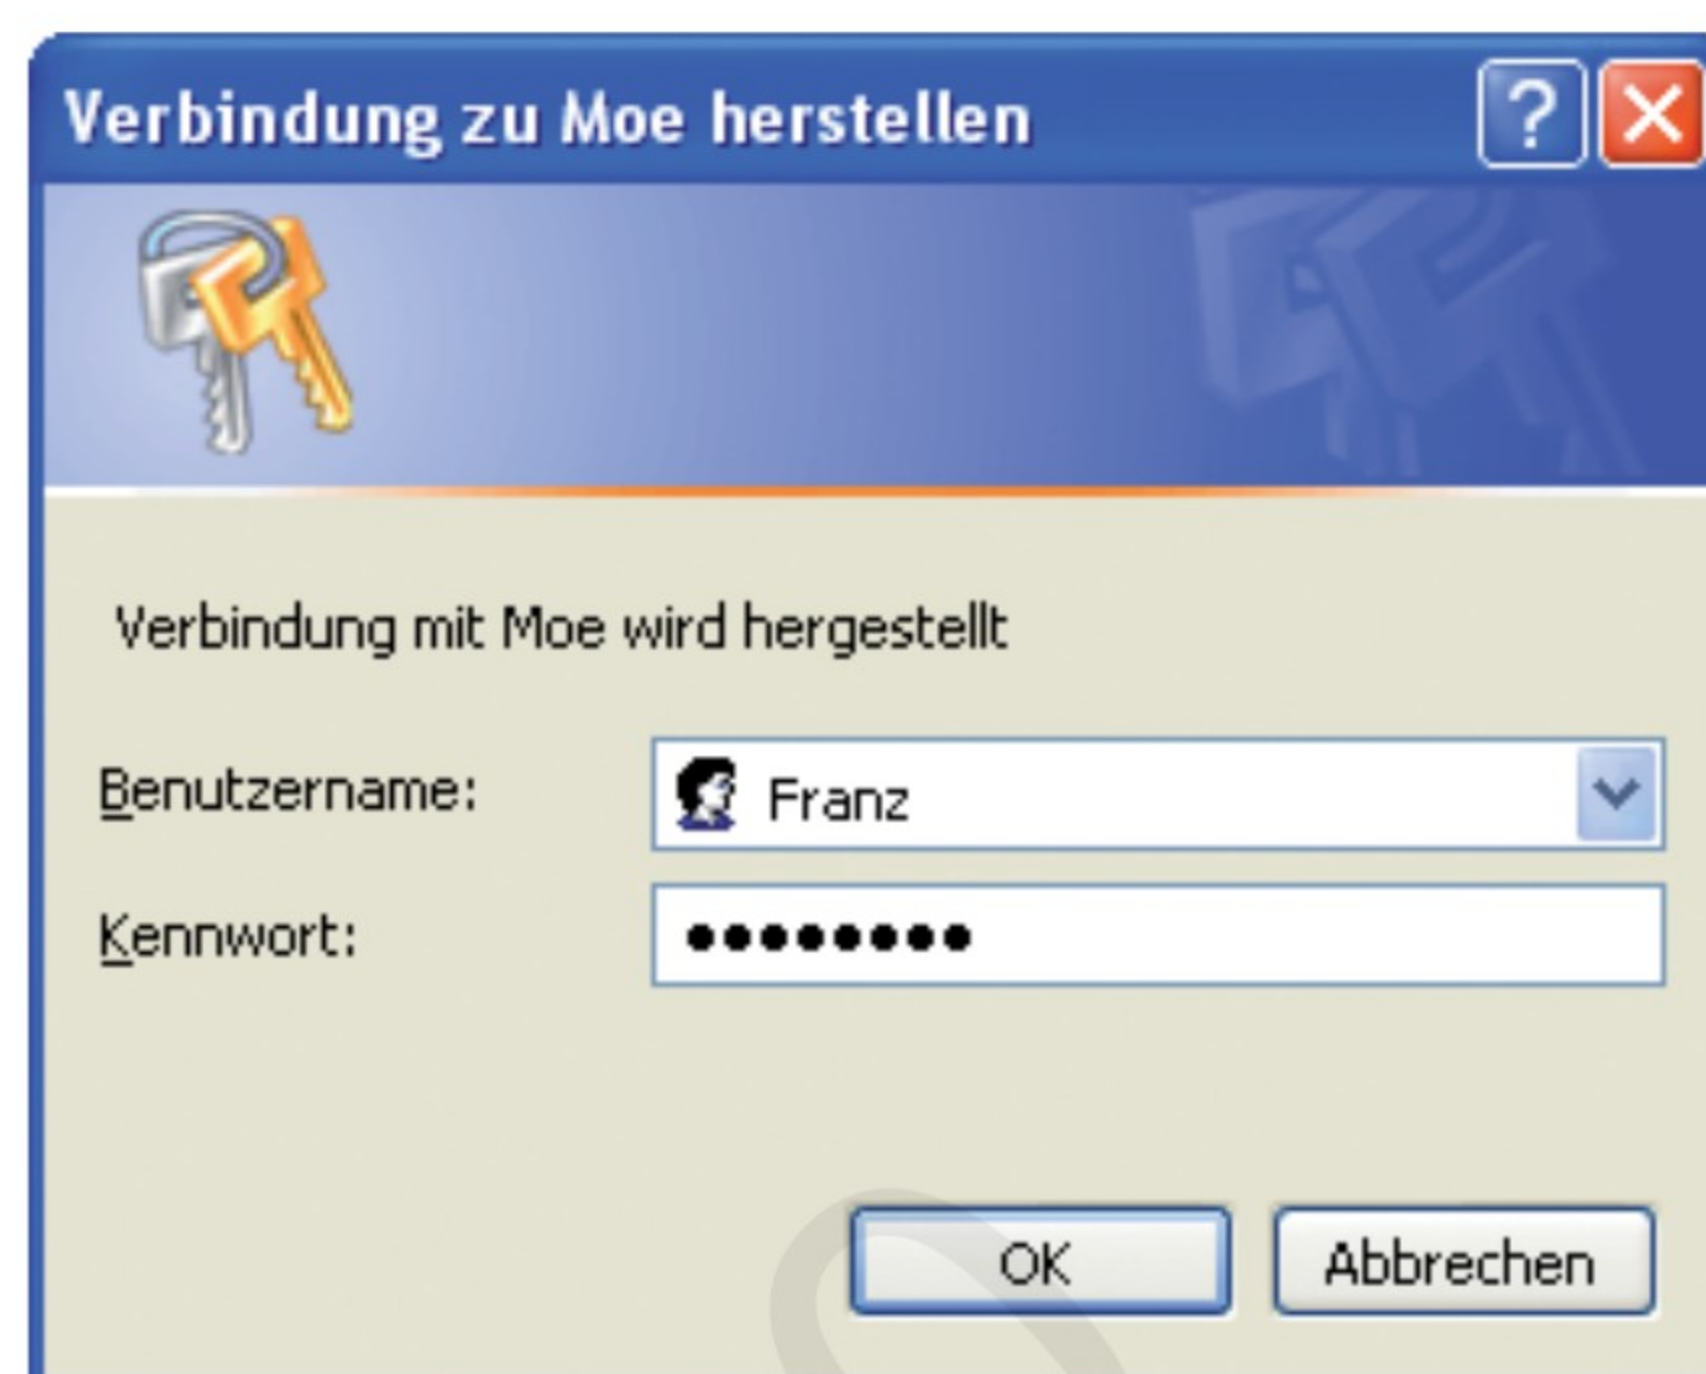 Verbindung zu Moe herstellen
Verbindung mit Moe wird hergestellt
Benutzername: Franz
Kennwort: ●●●●●●●●
OK Abbrechen